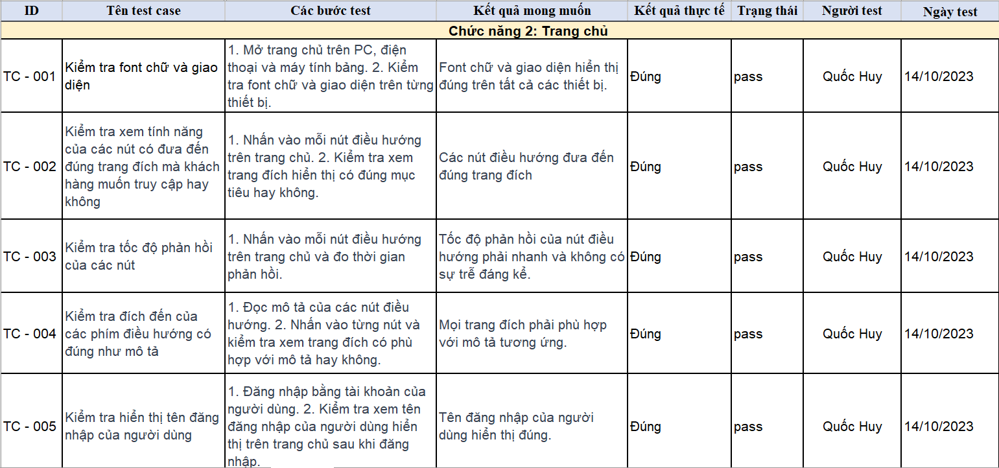 ID Tên test case Các bước test Kết quả mong muốn Kết quả thực tế Trạng thái Người test Ngày test
Chức năng 2: Trang chủ
TC - 001
Kiểm tra font chữ và giao
diện
1. Mở trang chủ trên PC, điện
thoại và máy tính bảng. 2. Kiểm
tra font chữ và giao diện trên từng
thiết bị.
Font chữ và giao diện hiển thị
đúng trên tất cả các thiết bị.
Đúng
pass
Quốc Huy
14/10/2023
TC - 002
Kiểm tra xem tính năng
của các nút có đưa đến
đúng trang đích mà khách
hàng muốn truy cập hay
không
1. Nhấn vào mỗi nút điều hướng
trên trang chủ. 2. Kiểm tra xem
trang đích hiển thị có đúng mục
tiêu hay không.
Các nút điều hướng đưa đến
đúng trang đích
Đúng
pass
Quốc Huy
14/10/2023
TC - 003
Kiểm tra tốc độ phản hồi
của các nút
1. Nhấn vào mỗi nút điều hướng
trên trang chủ và đo thời gian
phản hồi.
Tốc độ phản hồi của nút điều
hướng phải nhanh và không có
sự trễ đáng kể.
Đúng
pass
Quốc Huy
14/10/2023
TC - 004
Kiểm tra đích đến của
các phím điều hướng có
đúng như mô tả
1. Đọc mô tả của các nút điều
hướng. 2. Nhấn vào từng nút và
kiểm tra xem trang đích có phù
hợp với mô tả hay không.
Mọi trang đích phải phù hợp
với mô tả tương ứng.
Đúng
pass
Quốc Huy
14/10/2023
TC - 005
Kiểm tra hiển thị tên đăng
nhập của người dùng
1. Đăng nhập bằng tài khoản của
người dùng. 2. Kiểm tra xem tên
đăng nhập của người dùng hiển
thị trên trang chủ sau khi đăng
nhập.
Tên đăng nhập của người
dùng hiển thị đúng.
Đúng
pass
Quốc Huy
14/10/2023